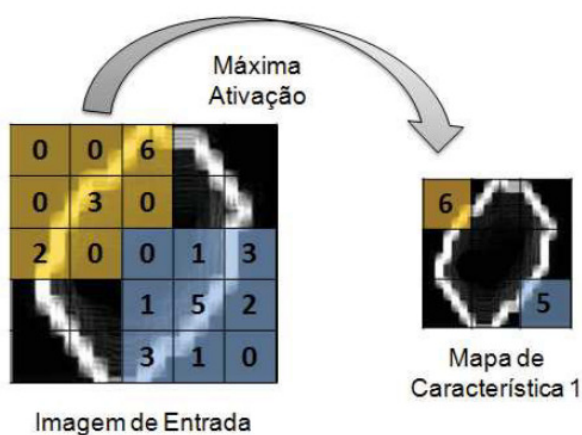 Máxima
Ativação
0 0 6
0 3 0
2 0 0 1 3
1 5 2
3 1 0
6
5
Imagem de Entrada
Mapa de
Característica 1